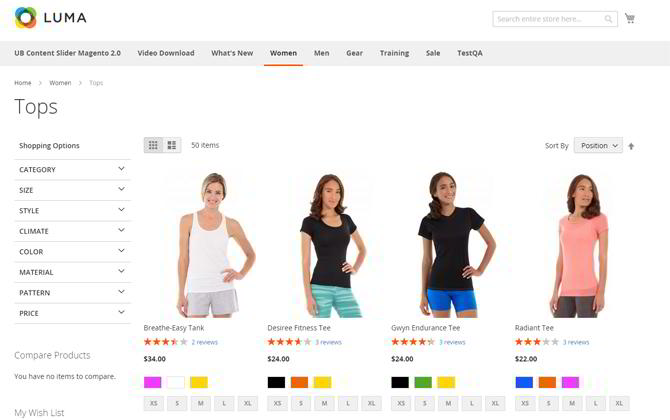 LUMA
Search entire store here...
UB Content Slider Magento 2.0 Video Download What's New Women Men Gear Training Sale TestQA
Home > Women > Tops
Tops
Shopping Options
50 items
Sort By Position
CATEGORY
SIZE
STYLE
CLIMATE
COLOR
MATERIAL
PATTERN
PRICE
Breathe-Easy Tank Desiree Fitness Tee Gwyn Endurance Tee Radiant Tee
2 reviews 3 reviews 3 reviews 3 reviews
$34.00 $24.00 $24.00 $22.00
XS S M L XL XS S M L XL XS S M L XL XS S M L XL
Compare Products
You have no items to compare.
My Wish List